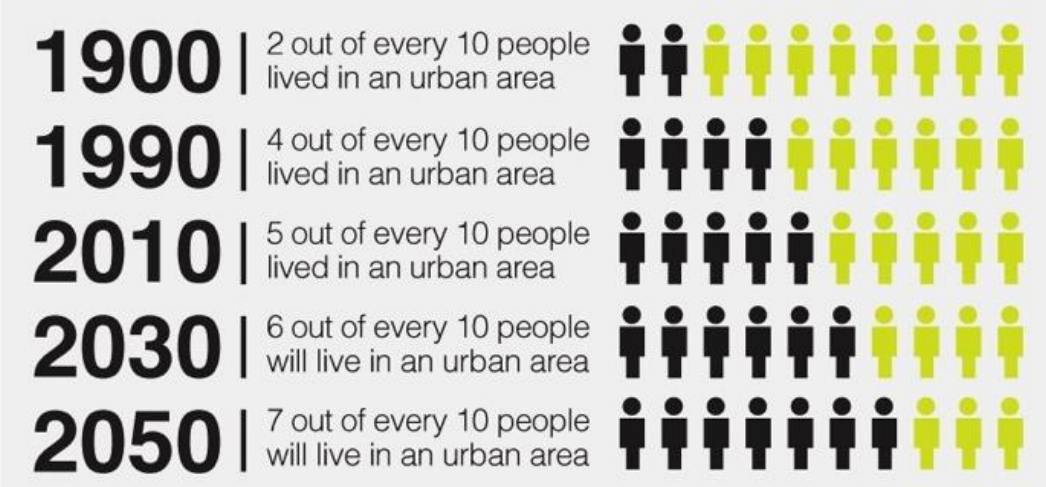 1900
2 out of every 10 people
lived in an urban area
1990
4 out of every 10 people
lived in an urban area
2010
5 out of every 10 people
lived in an urban area
2030
6 out of every 10 people
will live in an urban area
2050
7 out of every 10 people
will live in an urban area